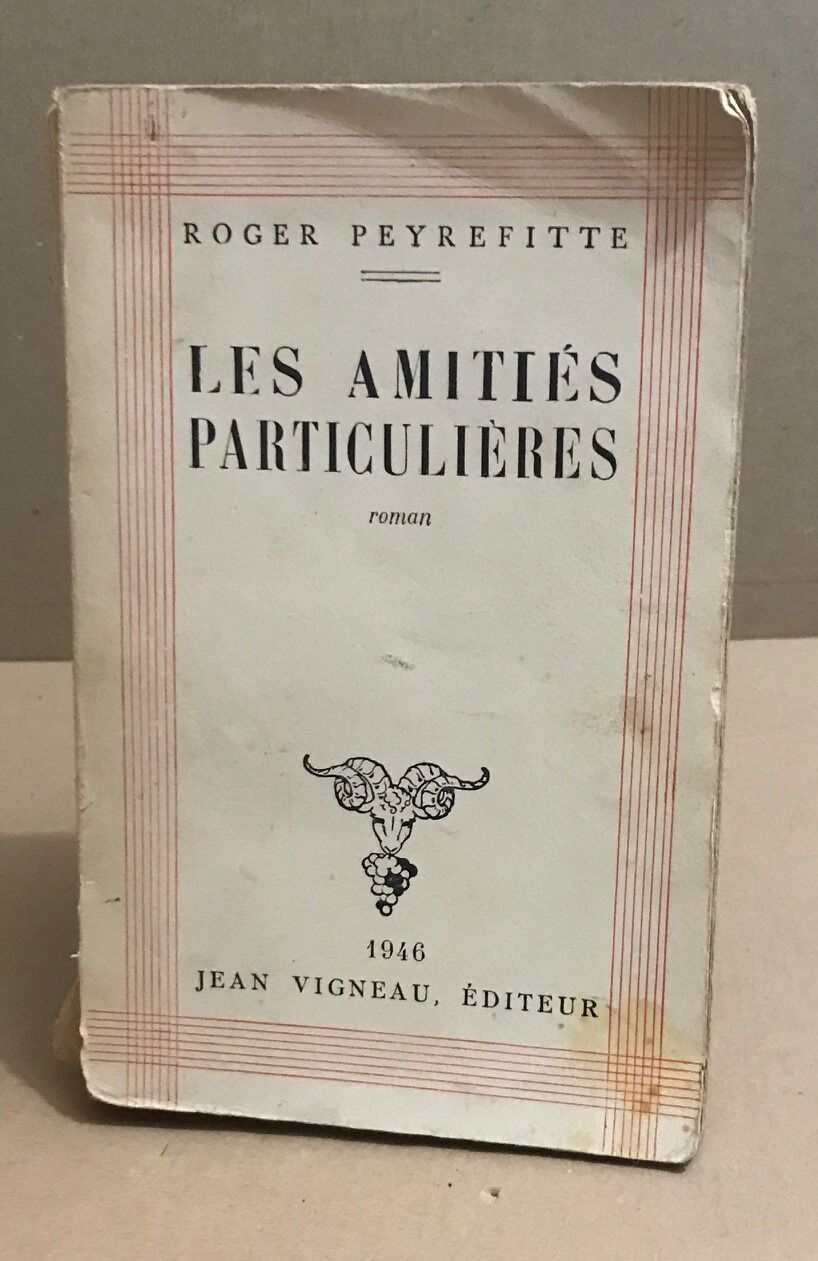 ROGER PEYREFITTE
LES AMITIÉS
PARTICULIÈRES
roman
1946
JEAN VIGNEAU, ÉDITEUR